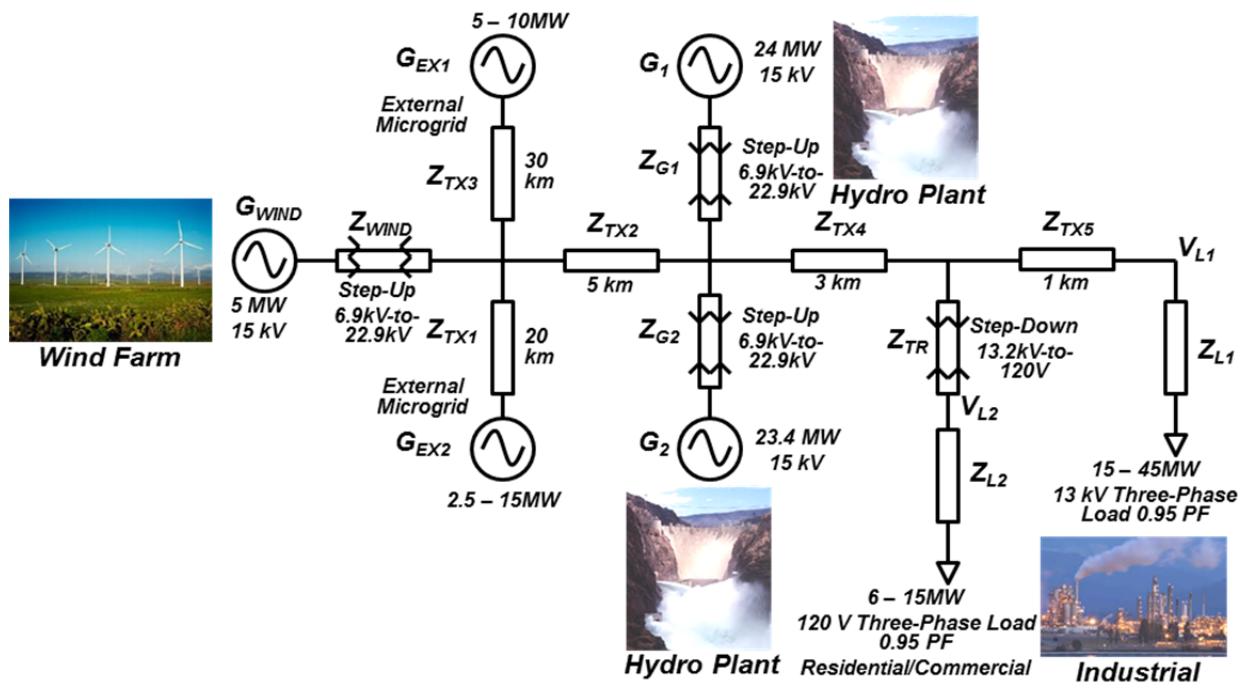 5 – 10MW
G_EX1
External
Microgrid
Z_TX3
30
km
24 MW
15 kV
G_1
Z_G1
Step-Up
6.9kV-to-
22.9kV
Hydro Plant
G_WIND
5 MW
15 kV
Z_WIND
Step-Up
6.9kV-to-
22.9kV
Wind Farm
Z_TX2
5 km
Z_TX4
3 km
Z_TX5
1 km
V_L1
Z_TX1
20
km
External
Microgrid
G_EX2
2.5 – 15MW
Z_G2
Step-Up
6.9kV-to-
22.9kV
G_2
23.4 MW
15 kV
Hydro Plant
Z_TR
Step-Down
13.2kV-to-
120V
V_L2
Z_L2
6 – 15MW
120 V Three-Phase Load
0.95 PF
Residential/Commercial
Z_L1
15 – 45MW
13 kV Three-Phase
Load 0.95 PF
Industrial